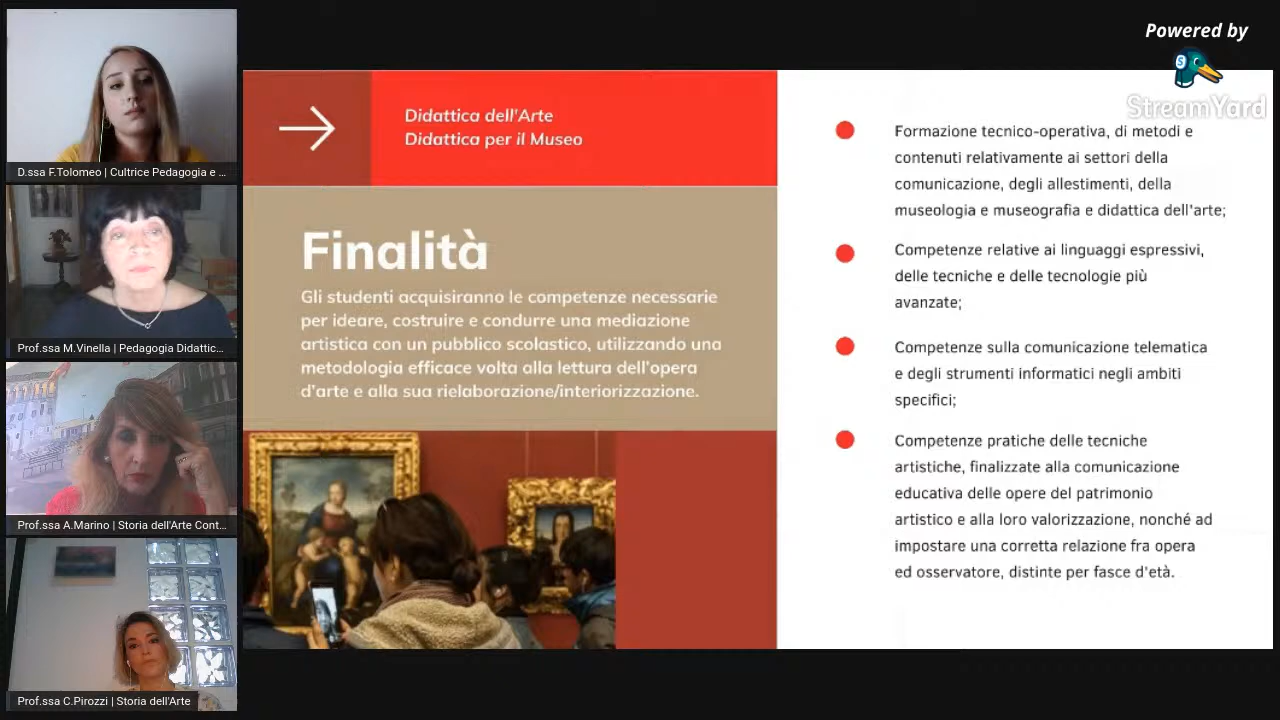 Powered by
StreamYard
D.ssa F.Tolomeo | Cultrice Pedagogia e ...
Prof.ssa M.Vinella | Pedagogia Didattic...
Prof.ssa A.Marino | Storia dell'Arte Cont...
Prof.ssa C.Pirozzi | Storia dell'Arte
Didattica dell'Arte
Didattica per il Museo
Finalità
Gli studenti acquisiranno le competenze necessarie
per ideare, costruire e condurre una mediazione
artistica con un pubblico scolastico, utilizzando una
metodologia efficace volta alla lettura dell'opera
d'arte e alla sua rielaborazione/interiorizzazione.
Formazione tecnico-operativa, di metodi e
contenuti relativamente ai settori della
comunicazione, degli allestimenti, della
museologia e museografia e didattica dell'arte;
Competenze relative ai linguaggi espressivi,
delle tecniche e delle tecnologie più
avanzate;
Competenze sulla comunicazione telematica
e degli strumenti informatici negli ambiti
specifici;
Competenze pratiche delle tecniche
artistiche, finalizzate alla comunicazione
educativa delle opere del patrimonio
artistico e alla loro valorizzazione, nonché ad
impostare una corretta relazione fra opera
ed osservatore, distinte per fasce d'età.